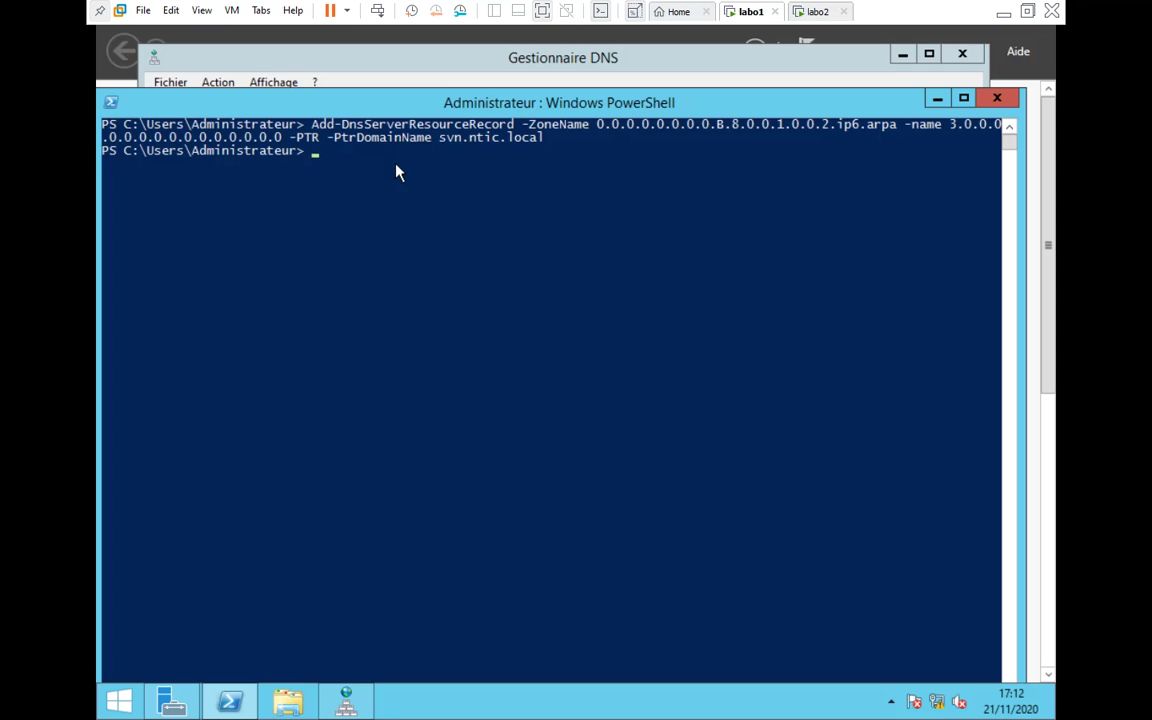 File Edit View VM Tabs Help Home labo1 labo2
Gestionnaire DNS
Aide
Fichier Action Affichage ?
Administrateur : Windows PowerShell
PS C:\Users\Administrateur> Add-DnsServerResourceRecord -ZoneName 0.0.0.0.0.0.0.0.B.8.0.0.1.0.0.2.ip6.arpa -name 3.0.0.0
.0.0.0.0.0.0.0.0.0.0.0.0 -PTR -PtrDomainName svn.ntic.local
PS C:\Users\Administrateur>
17:12
21/11/2020